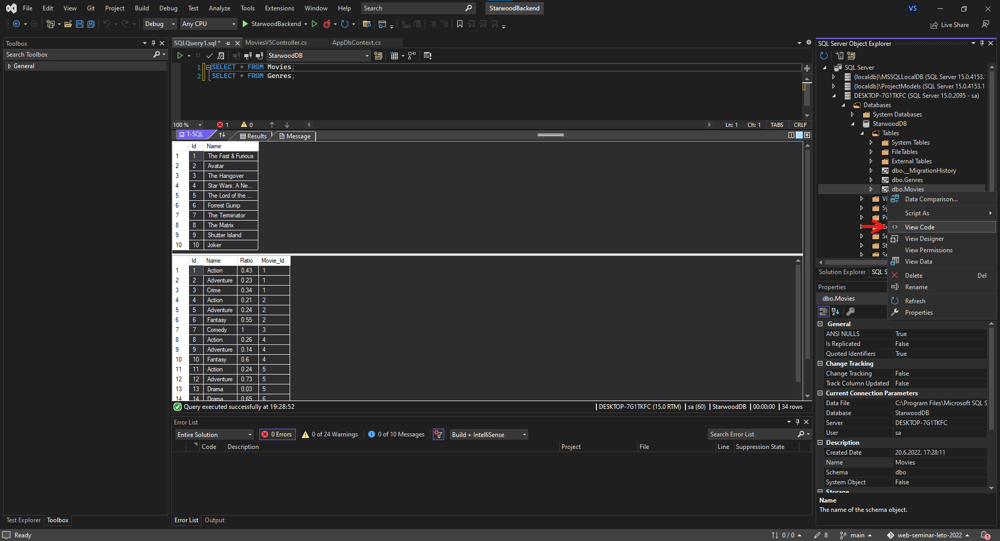 File Edit View Git Project Build Debug Test Analyze Tools Extensions Window Help Search StarwoodBackend VS
Debug Any CPU StarwoodBackend Live Share
Toolbox
Search Toolbox
General
SQLQuery1.sql * MoviesV5Controller.cs AppDbContext.cs
StarwoodDB
1 SELECT * FROM Movies;
2 SELECT * FROM Genres;
100 % 1 0 Ln: 1 Ch: 1 TABS CRLF
T-SQL Results Message
Id Name
1 1 The Fast & Furious
2 2 Avatar
3 3 The Hangover
4 4 Star Wars: A Ne...
5 5 The Lord of the ...
6 6 Forrest Gump
7 7 The Terminator
8 8 The Matrix
9 9 Shutter Island
10 10 Joker
Id Name Ratio Movie_Id
1 1 Action 0.43 1
2 2 Adventure 0.23 1
3 3 Crime 0.34 1
4 4 Action 0.21 2
5 5 Adventure 0.24 2
6 6 Fantasy 0.55 2
7 7 Comedy 1 3
8 8 Action 0.26 4
9 9 Adventure 0.14 4
10 10 Fantasy 0.6 4
11 11 Action 0.24 5
12 12 Adventure 0.73 5
13 13 Drama 0.03 5
14 14 Drama 0.65 6
Query executed successfully at 19:28:52 DESKTOP-7G1TKFC (15.0 RTM) sa (60) StarwoodDB 00:00:00 34 rows
Error List
Entire Solution 0 Errors 0 of 24 Warnings 0 of 10 Messages Build + IntelliSense Search Error List
Code Description Project File Line Suppression State
Error List Output
Test Explorer Toolbox
SQL Server Object Explorer
SQL Server
(localdb)\MSSQLLocalDB (SQL Server 15.0.4153.
(localdb)\ProjectModels (SQL Server 15.0.4153.1
DESKTOP-7G1TKFC (SQL Server 15.0.2095 - sa)
Databases
System Databases
StarwoodDB
Tables
System Tables
FileTables
External Tables
dbo.__MigrationHistory
dbo.Genres
dbo.Movies
Vi
Sy
Pr
Ex
Se
St
Se
Data Comparison...
Script As
View Code
View Designer
View Permissions
View Data
Delete Del
Rename
Refresh
Properties
Solution Explorer SQL S
Properties
dbo.Movies
General
ANSI NULLS True
Is Replicated False
Quoted Identifiers True
Change Tracking
Change Tracking False
Track Column Updated False
Current Connection Parameters
Data File C:\Program Files\Microsoft SQL S
Database StarwoodDB
Server DESKTOP-7G1TKFC
User sa
Description
Created Date 20.6.2022. 17:28:11
Name Movies
Schema dbo
System Object False
Storage
Name
The name of the schema object.
Ready 0 / 0 8 main web-seminar-leto-2022 1